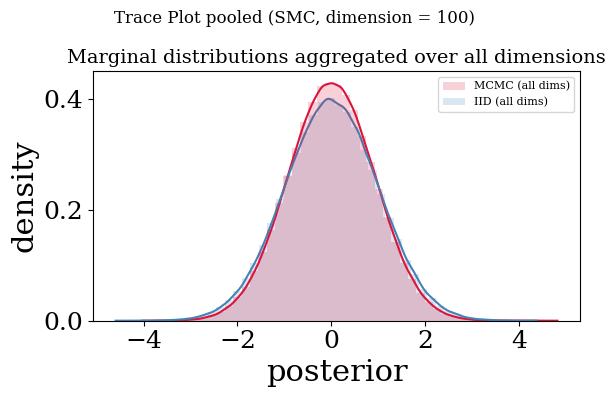 Trace Plot pooled (SMC, dimension = 100)
Marginal distributions aggregated over all dimensions
MCMC (all dims)
IID (all dims)
density
0.4
0.2
0.0
−4
−2
0
2
4
posterior